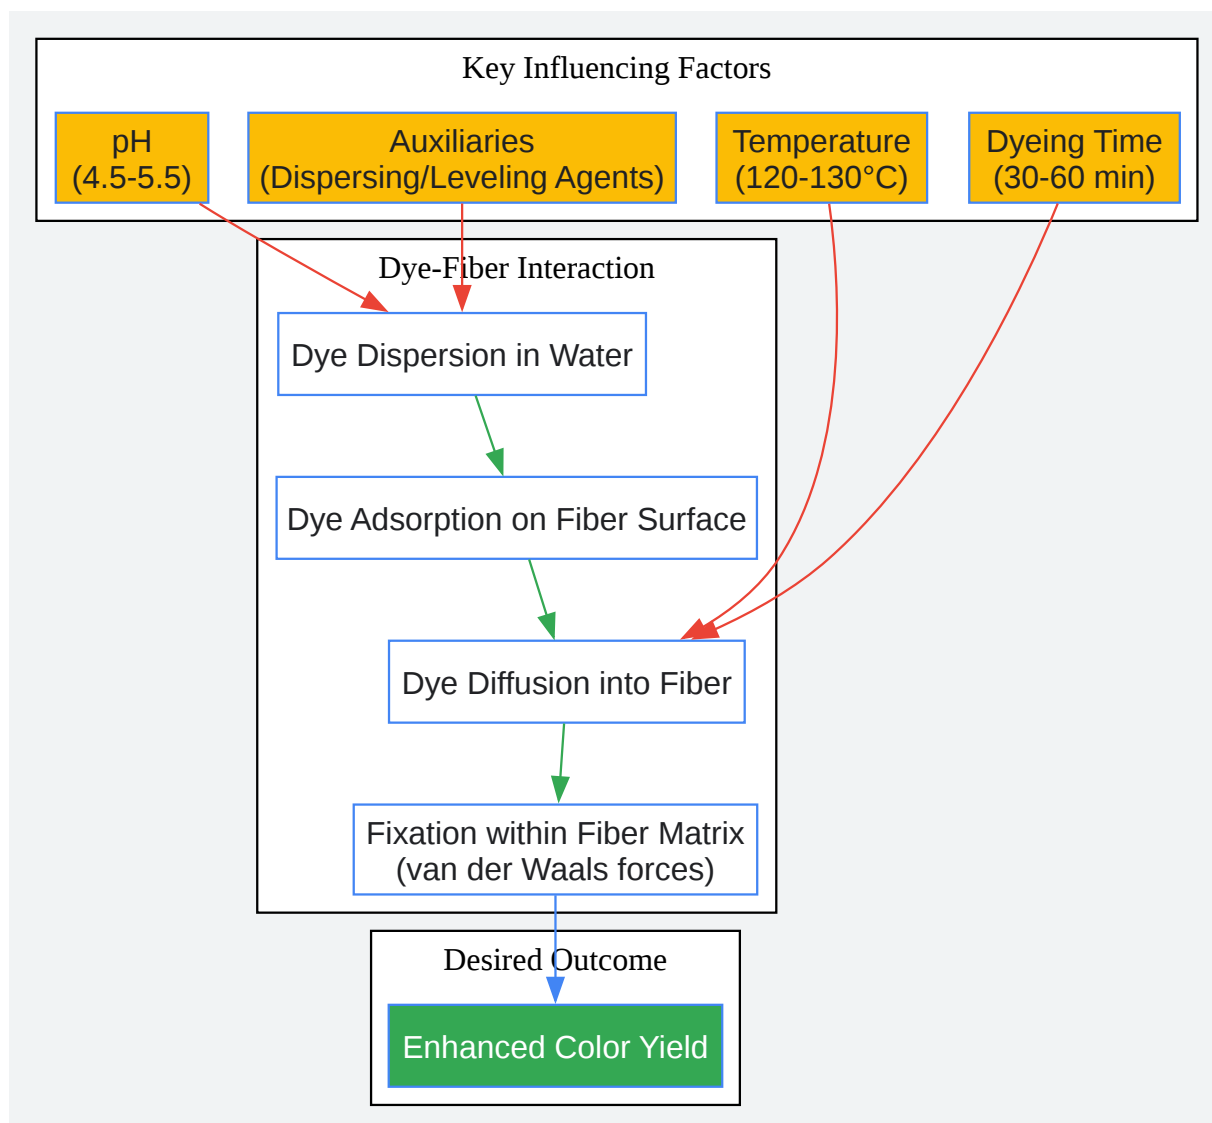 Key Influencing Factors
pH
(4.5-5.5)
Auxiliaries
(Dispersing/Leveling Agents)
Temperature
(120-130°C)
Dyeing Time
(30-60 min)
Dye-Fiber Interaction
Dye Dispersion in Water
Dye Adsorption on Fiber Surface
Dye Diffusion into Fiber
Fixation within Fiber Matrix
(van der Waals forces)
Desired Outcome
Enhanced Color Yield